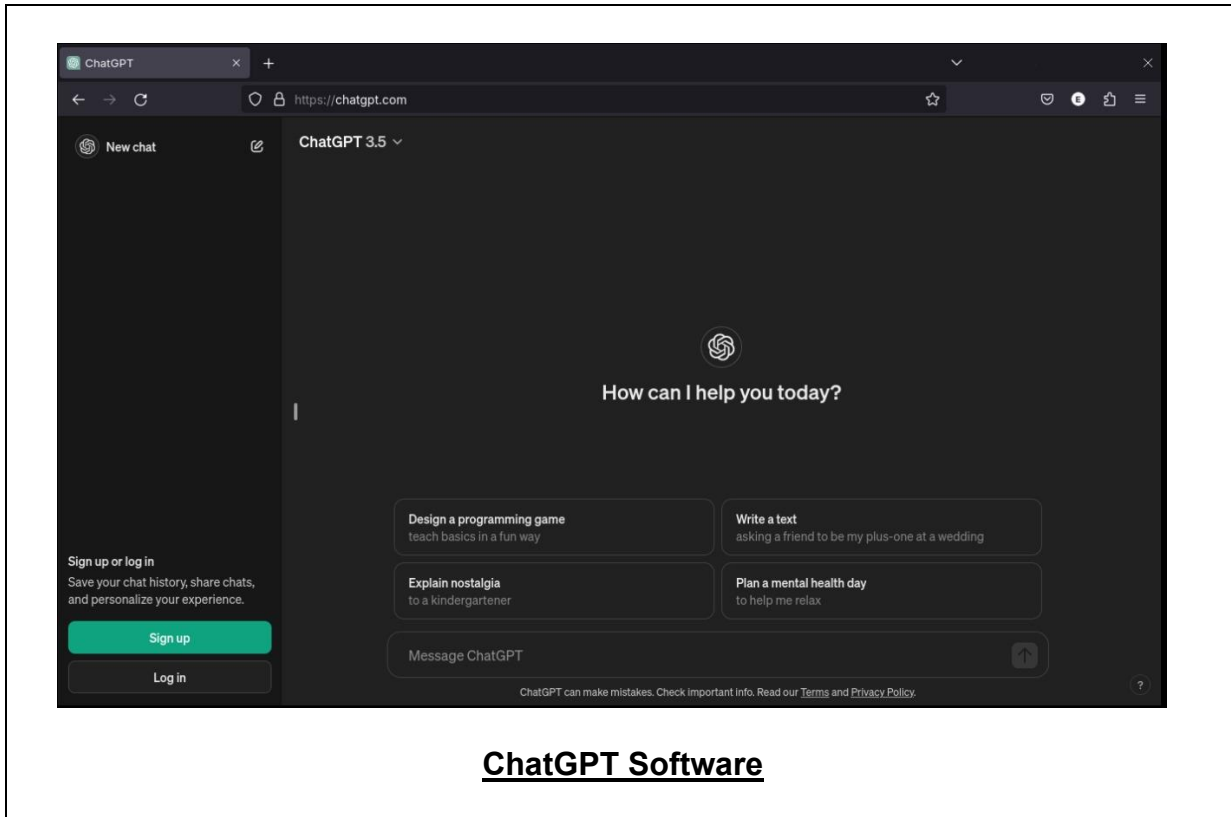 ChatGPT
https://chatgpt.com
E
New chat
ChatGPT 3.5
How can I help you today?
Design a programming game
teach basics in a fun way
Write a text
asking a friend to be my plus-one at a wedding
Explain nostalgia
to a kindergartener
Plan a mental health day
to help me relax
Sign up or log in
Save your chat history, share chats,
and personalize your experience.
Sign up
Log in
Message ChatGPT
ChatGPT can make mistakes. Check important info. Read our Terms and Privacy Policy.
?
ChatGPT Software